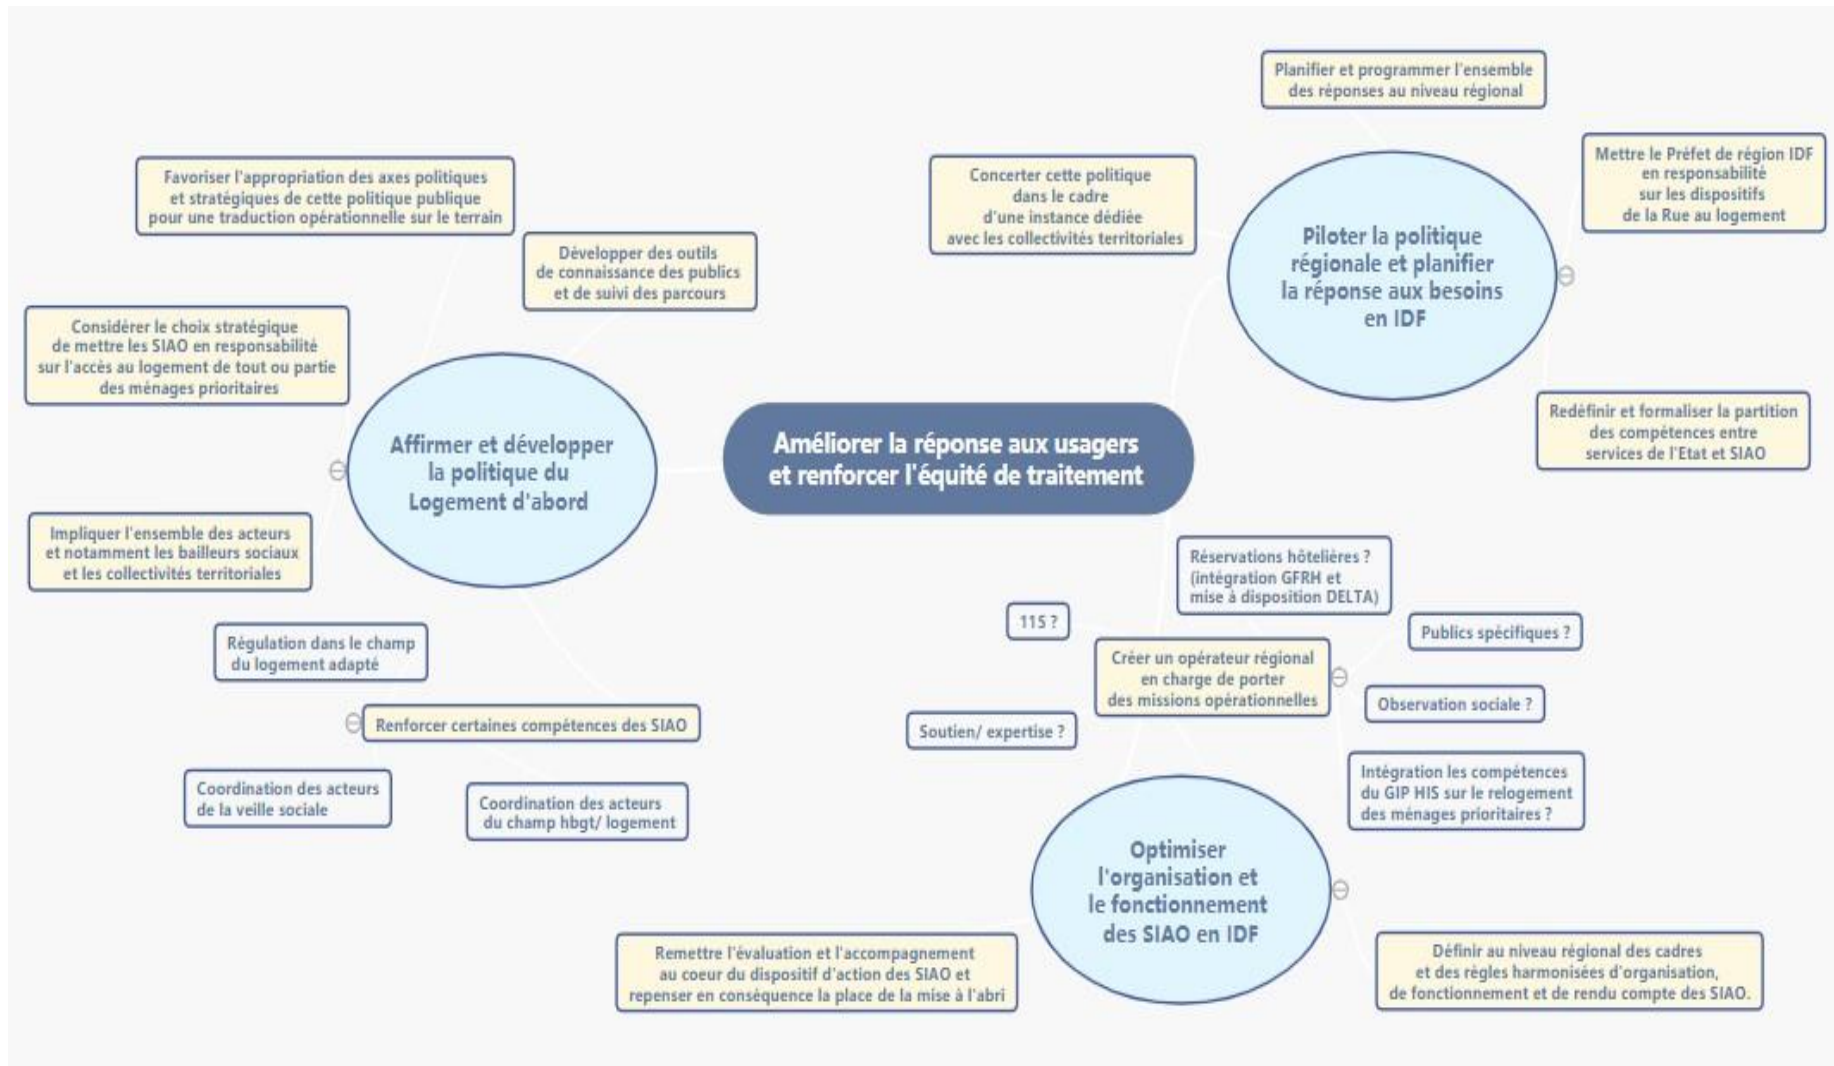 Planifier et programmer l'ensemble
des réponses au niveau régional
Mettre le Préfet de région IDF
en responsabilité
sur les dispositifs
de la Rue au logement
Concerter cette politique
dans le cadre
d'une instance dédiée
avec les collectivités territoriales
Piloter la politique
régionale et planifier
la réponse aux besoins
en IDF
Redéfinir et formaliser la partition
des compétences entre
services de l'Etat et SIAO
Favoriser l'appropriation des axes politiques
et stratégiques de cette politique publique
pour une traduction opérationnelle sur le terrain
Développer des outils
de connaissance des publics
et de suivi des parcours
Considérer le choix stratégique
de mettre les SIAO en responsabilité
sur l'accès au logement de tout ou partie
des ménages prioritaires
Affirmer et développer
la politique du
Logement d'abord
Améliorer la réponse aux usagers
et renforcer l'équité de traitement
Impliquer l'ensemble des acteurs
et notamment les bailleurs sociaux
et les collectivités territoriales
Régulation dans le champ
du logement adapté
Renforcer certaines compétences des SIAO
Coordination des acteurs
de la veille sociale
Coordination des acteurs
du champ hbgt/ logement
Réservations hôtelières ?
(intégration GFRH et
mise à disposition DELTA)
115 ?
Publics spécifiques ?
Créer un opérateur régional
en charge de porter
des missions opérationnelles
Observation sociale ?
Soutien/ expertise ?
Intégration les compétences
du GIP HIS sur le relogement
des ménages prioritaires ?
Optimiser
l'organisation et
le fonctionnement
des SIAO en IDF
Remettre l'évaluation et l'accompagnement
au coeur du dispositif d'action des SIAO et
repenser en conséquence la place de la mise à l'abri
Définir au niveau régional des cadres
et des règles harmonisées d'organisation,
de fonctionnement et de rendu compte des SIAO.